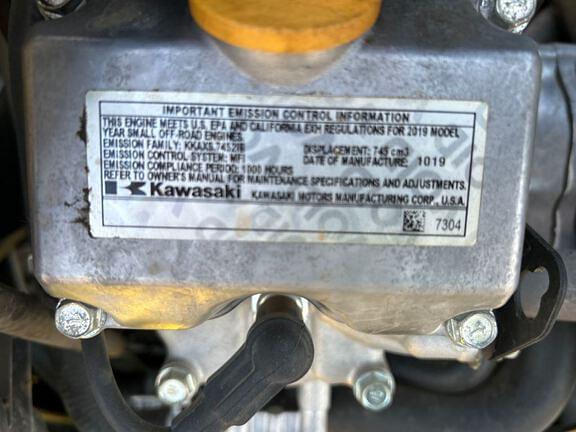 IMPORTANT EMISSION CONTROL INFORMATION
THIS ENGINE MEETS U.S. EPA AND CALIFORNIA EXH REGULATIONS FOR 2019 MODEL
YEAR SMALL OFF-ROAD ENGINES.
EMISSION FAMILY: KKAXS.7452IB DISPLACEMENT: 745 cm3
EMISSION CONTROL SYSTEM: MFI DATE OF MANUFACTURE: 1019
EMISSION COMPLIANCE PERIOD: 1000 HOURS
REFER TO OWNER'S MANUAL FOR MAINTENANCE SPECIFICATIONS AND ADJUSTMENTS.
Kawasaki KAWASAKI MOTORS MANUFACTURING CORP., U.S.A.
7304